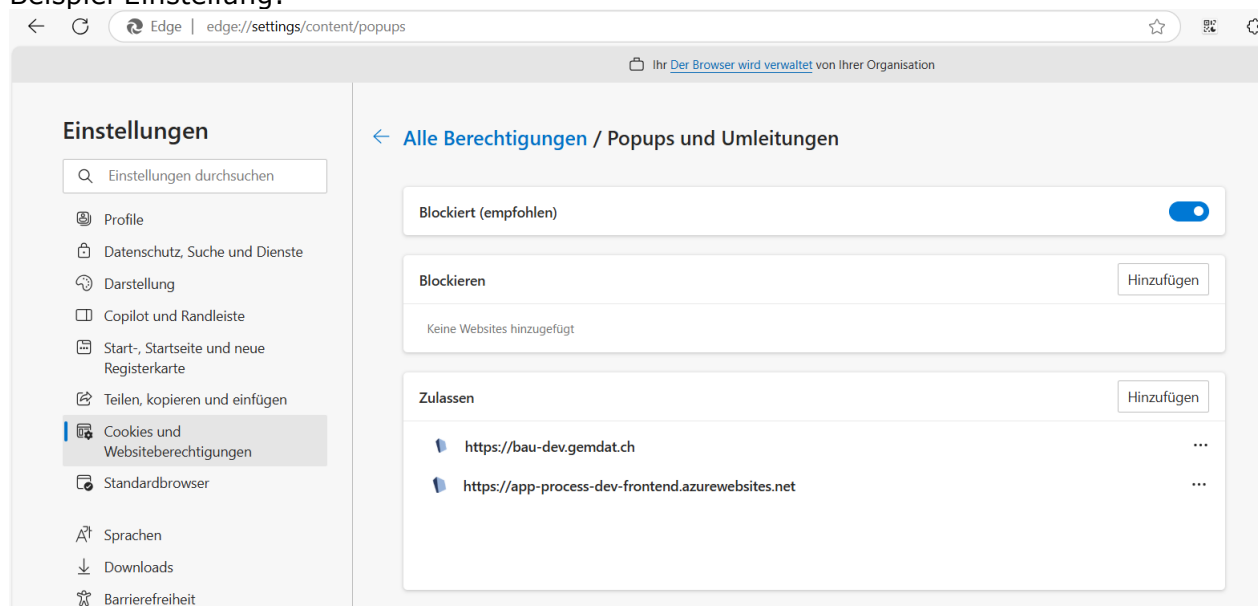 Beispiel Einstellung:
Edge | edge://settings/content/popups
Ihr Der Browser wird verwaltet von Ihrer Organisation
Einstellungen
Einstellungen durchsuchen
Profile
Datenschutz, Suche und Dienste
Darstellung
Copilot und Randleiste
Start-, Startseite und neue
Registerkarte
Teilen, kopieren und einfügen
Cookies und
Websiteberechtigungen
Standardbrowser
Sprachen
Downloads
Barrierefreiheit
Alle Berechtigungen / Popups und Umleitungen
Blockiert (empfohlen)
Blockieren
Hinzufügen
Keine Websites hinzugefügt
Zulassen
Hinzufügen
https://bau-dev.gemdat.ch
https://app-process-dev-frontend.azurewebsites.net